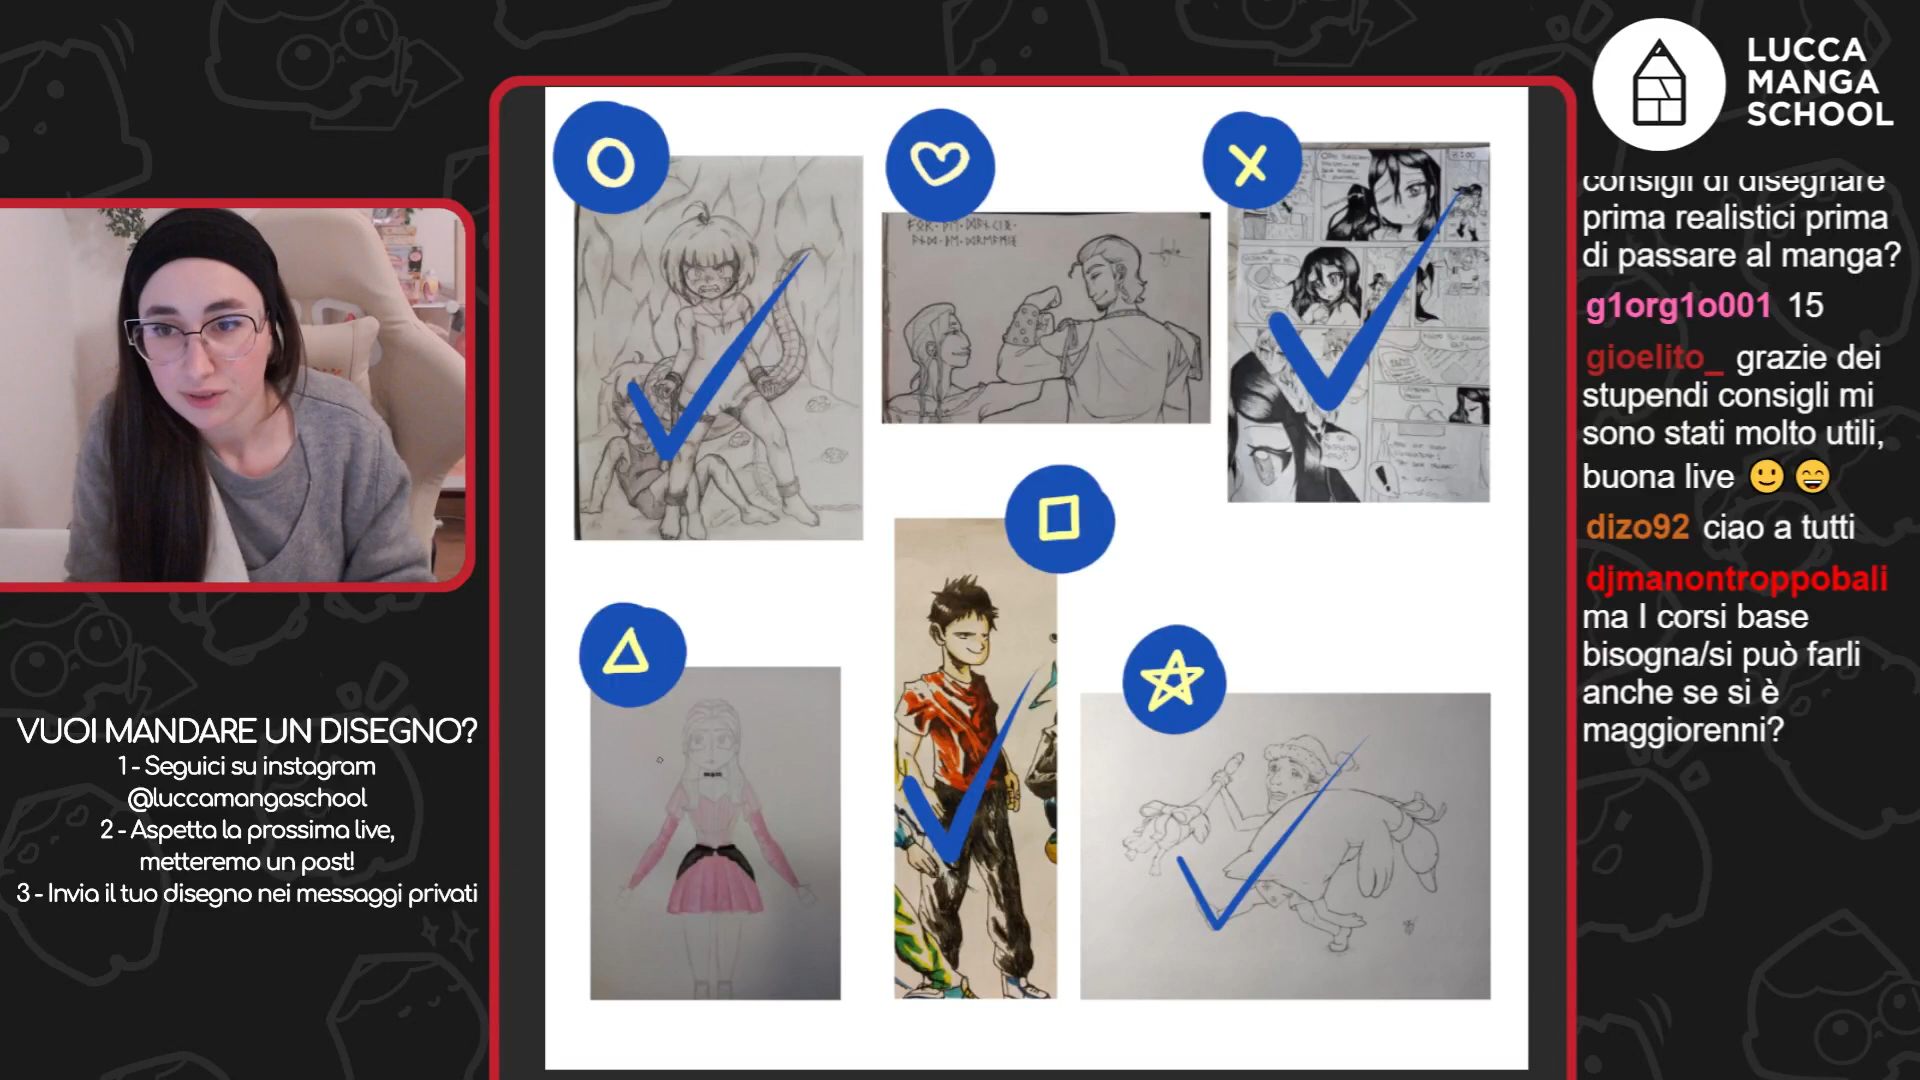 LUCCA
MANGA
SCHOOL
consigli di disegnare
prima realistici prima
di passare al manga?
g1org1o001 15
gioelito_ grazie dei
stupendi consigli mi
sono stati molto utili,
buona live 🙂 😄
dizo92 ciao a tutti
djmanontroppobali
ma I corsi base
bisogna/si può farli
anche se si è
maggiorenni?
VUOI MANDARE UN DISEGNO?
1 - Seguici su instagram
@luccamangaschool
2 - Aspetta la prossima live,
metteremo un post!
3 - Invia il tuo disegno nei messaggi privati